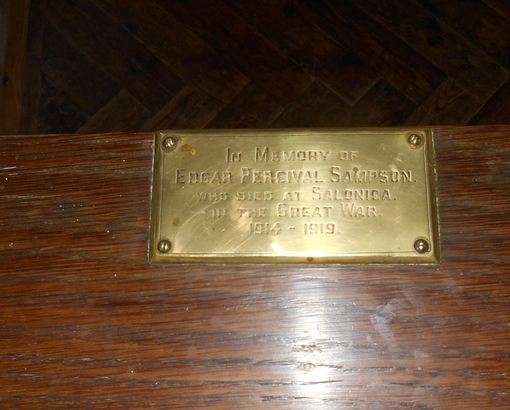 In Memory of
Edgar Percival Sampson.
who died at Salonica.
in the Great War.
1914 - 1919.